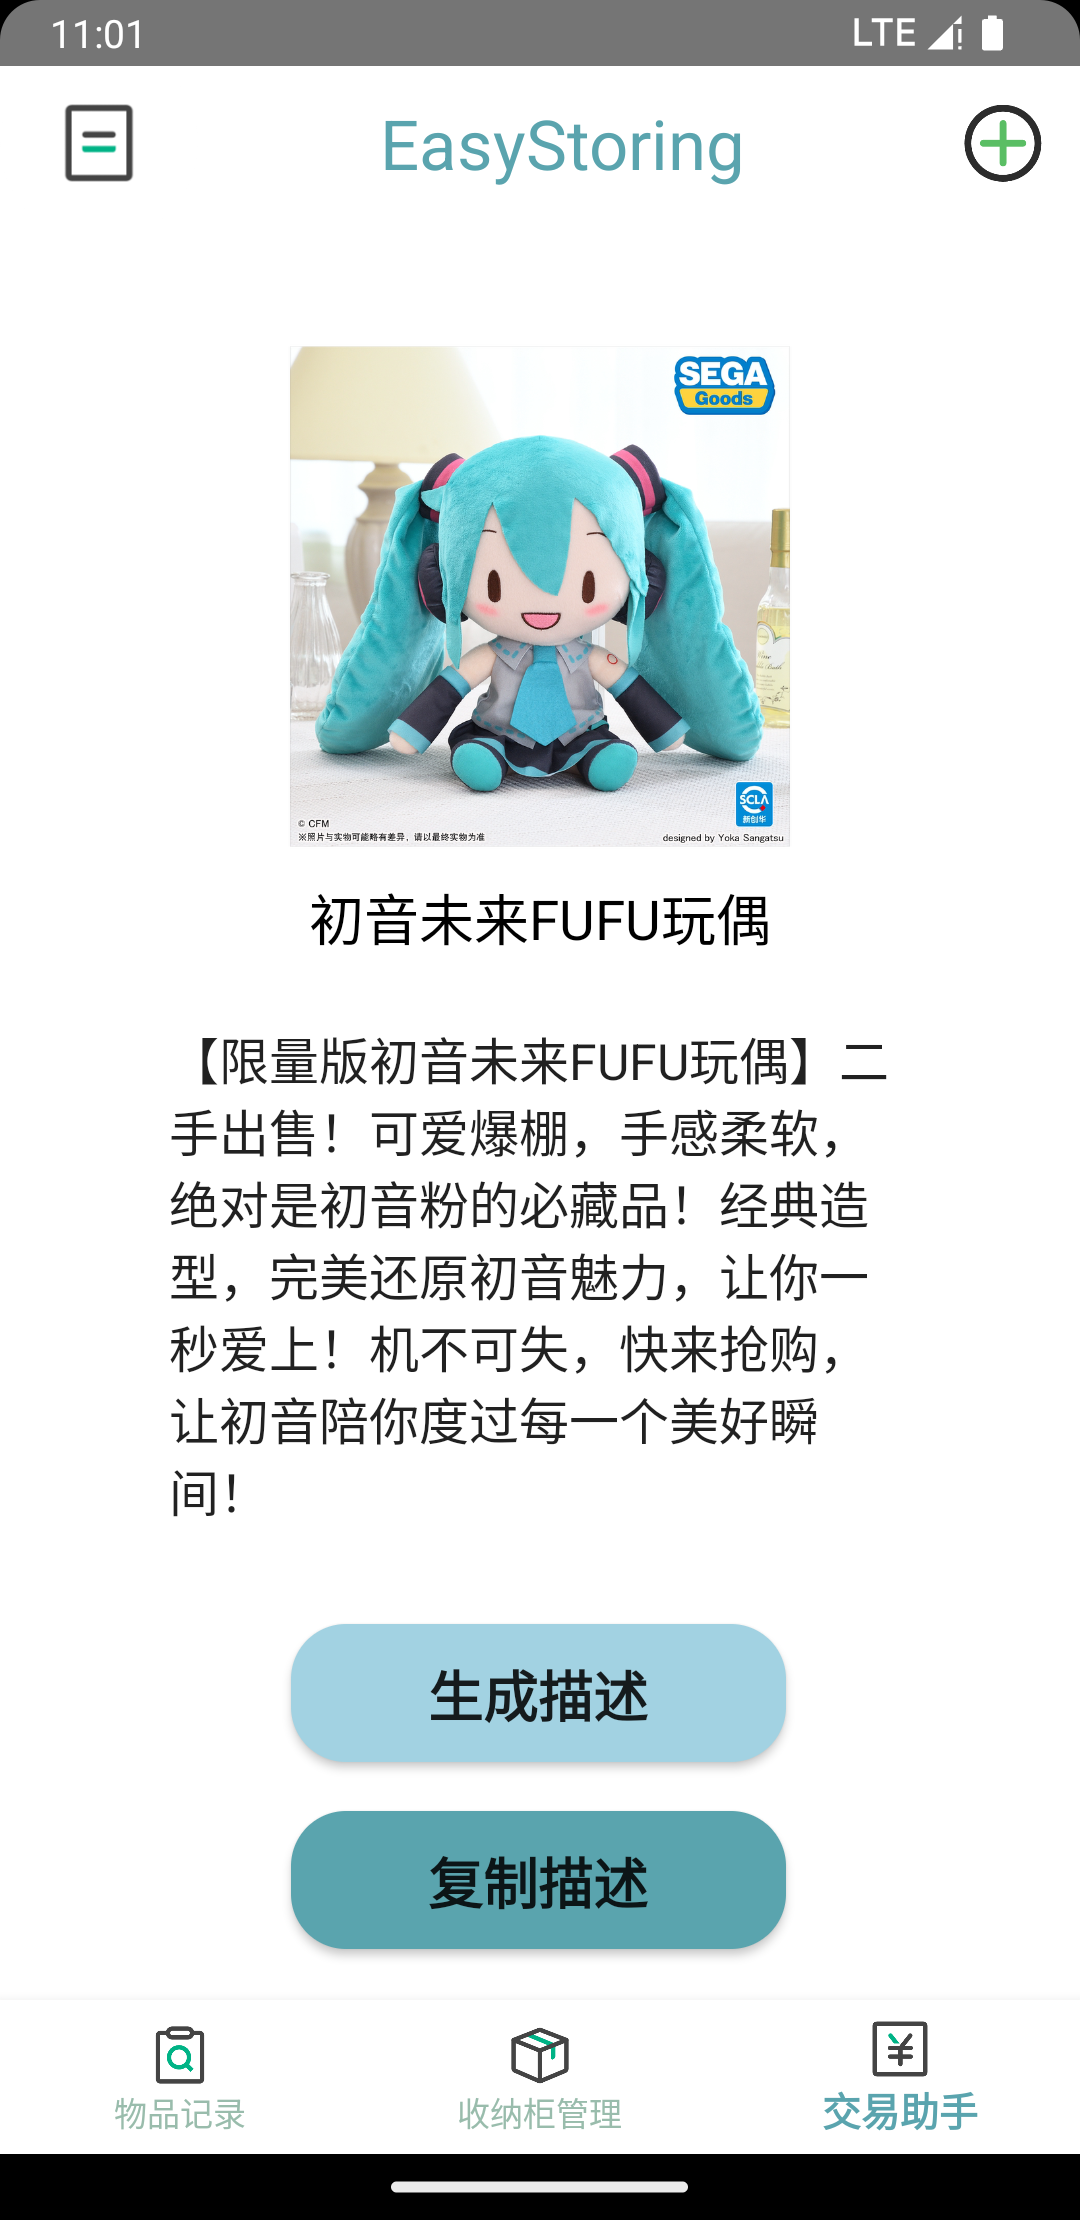 11:01
LTE
EasyStoring
SEGA
Goods
SCLA
新创华
© CFM
※照片与实物可能略有差异，请以最终实物为准
designed by Yoka Sangatsu
初音未来FUFU玩偶
【限量版初音未来FUFU玩偶】二
手出售！可爱爆棚，手感柔软，
绝对是初音粉的必藏品！经典造
型，完美还原初音魅力，让你一
秒爱上！机不可失，快来抢购，
让初音陪你度过每一个美好瞬
间！
生成描述
复制描述
物品记录
收纳柜管理
交易助手